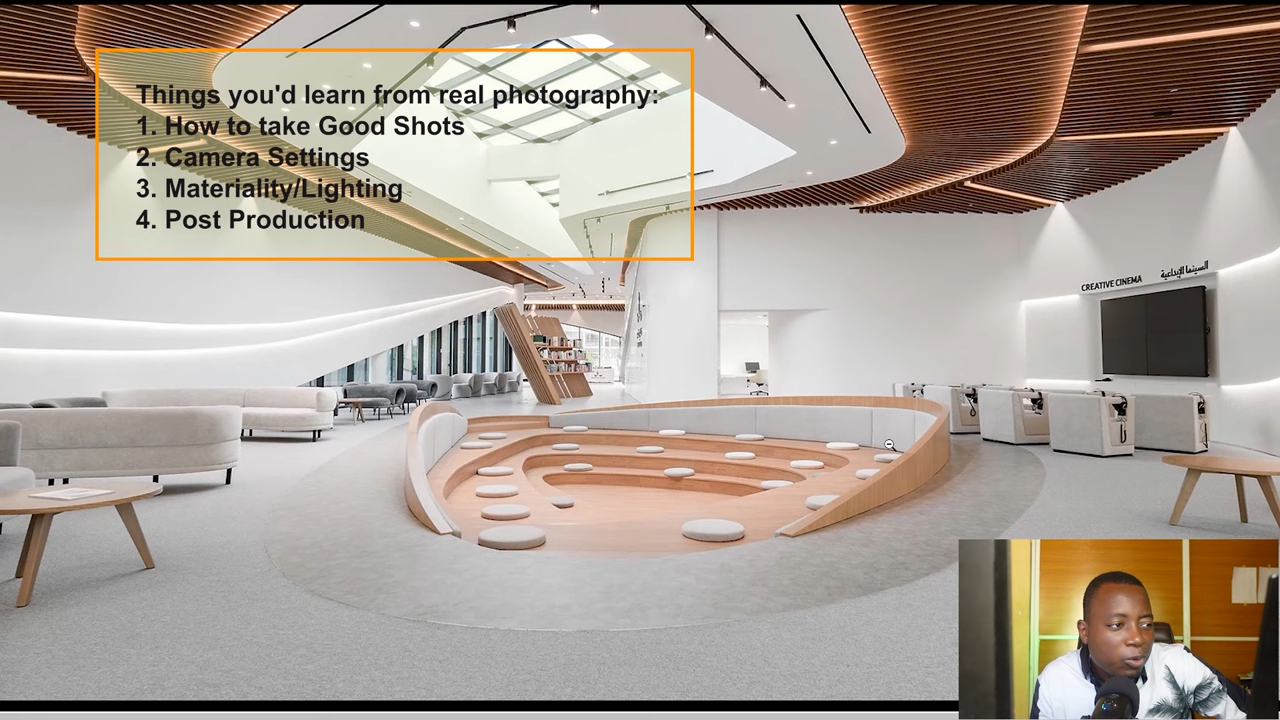 Things you'd learn from real photography:
1. How to take Good Shots
2. Camera Settings
3. Materiality/Lighting
4. Post Production
السينما الإبداعية
CREATIVE CINEMA